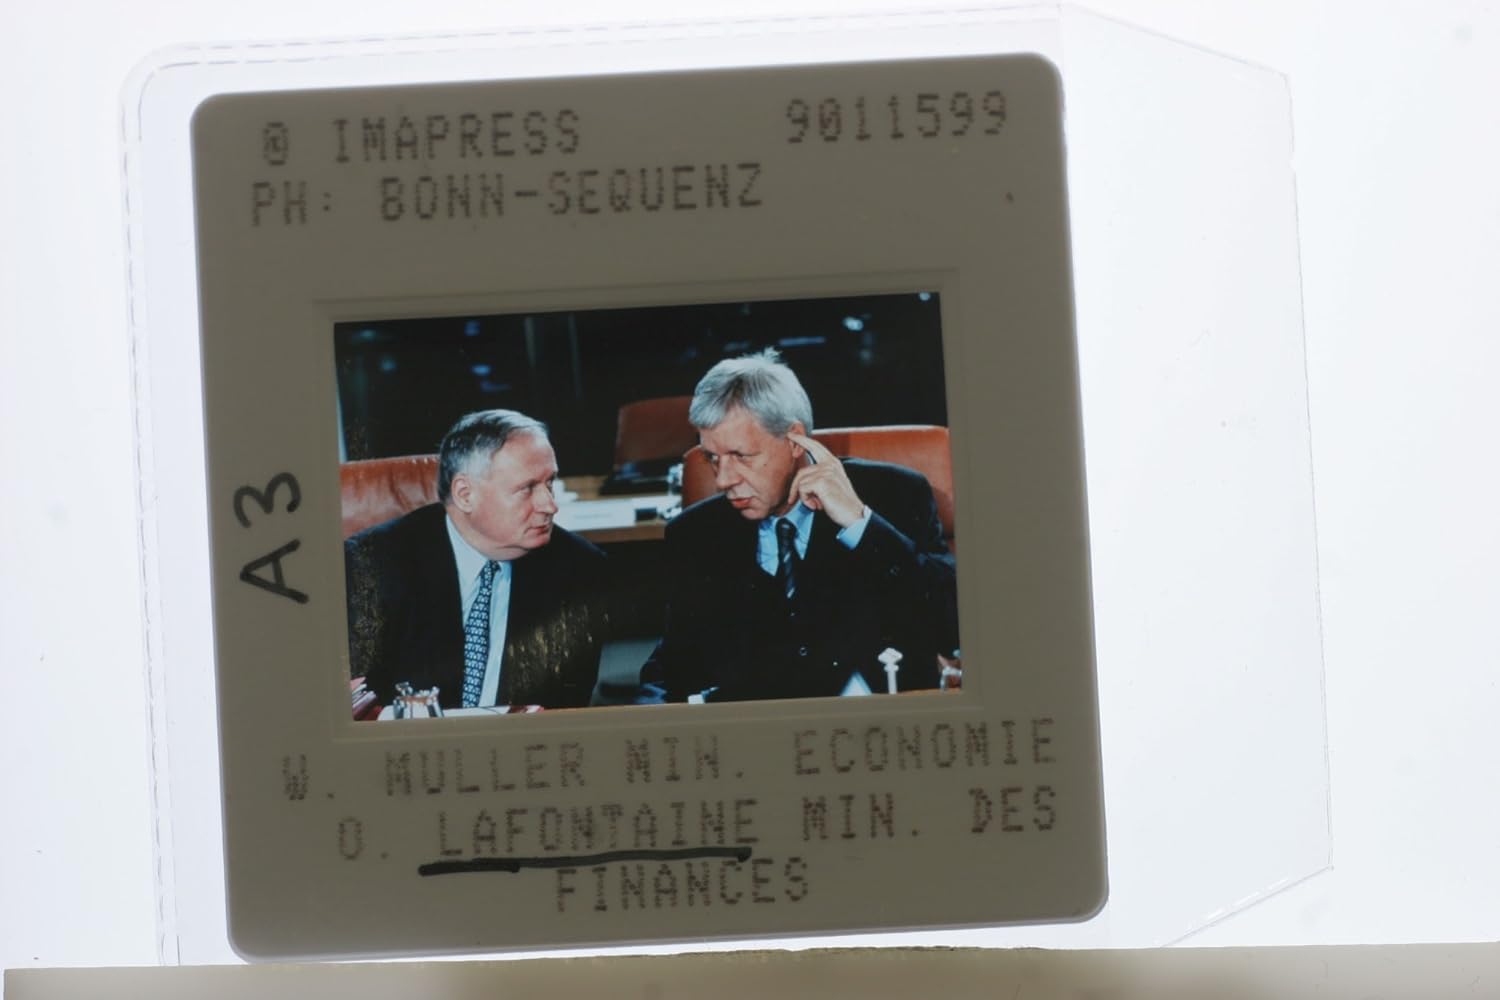 @ IMAPRESS 9011599
PH: BONN-SEQUENZ
A3
W. MULLER MIN. ECONOMIE
O. LAFONTAINE MIN. DES
FINANCES